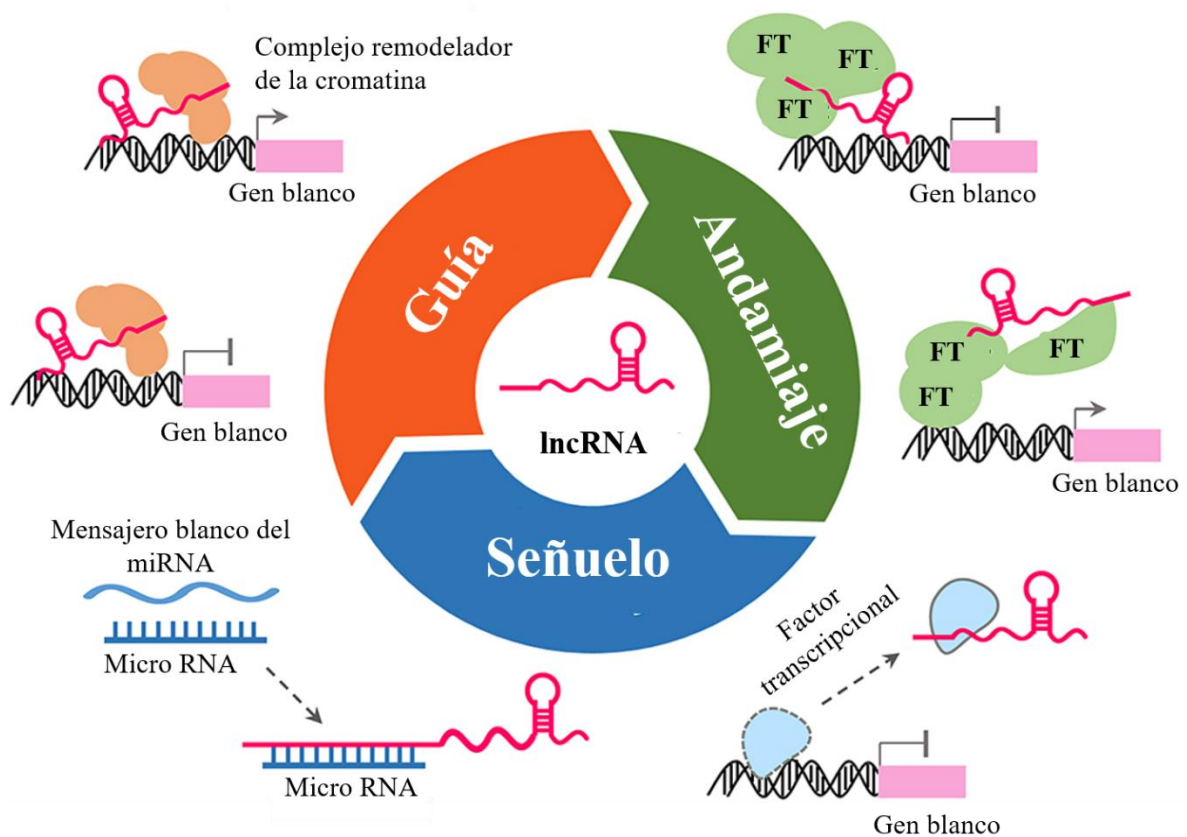 Complejo remodelador
de la cromatina
Gen blanco
FT
FT
FT
Gen blanco
Guía
Andamiaje
Gen blanco
lncRNA
FT
FT
FT
Gen blanco
Señuelo
Mensajero blanco del
miRNA
Micro RNA
Micro RNA
Factor
transcripcional
Gen blanco